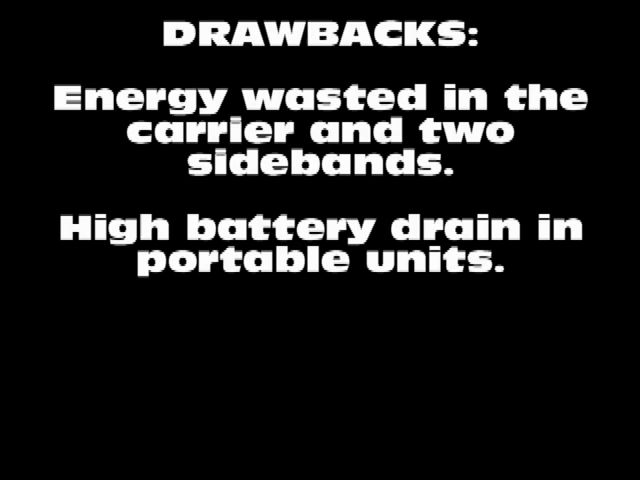 DRAWBACKS:
Energy wasted in the
carrier and two
sidebands.
High battery drain in
portable units.